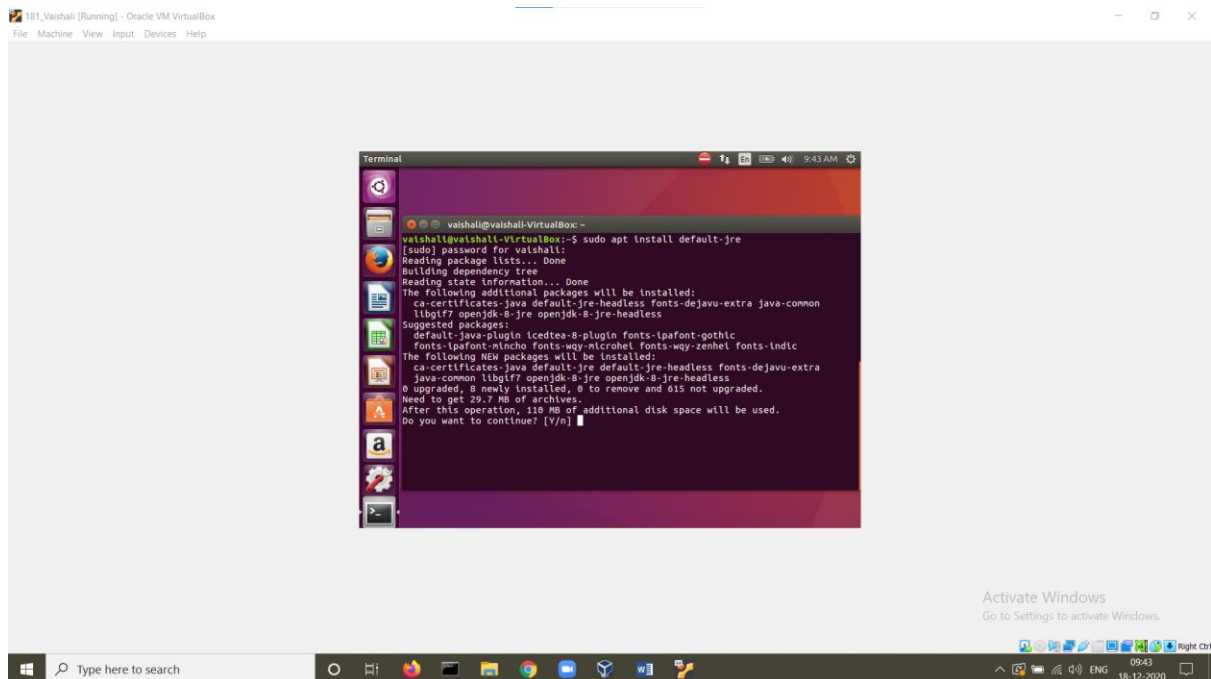 181_Vaishali [Running] - Oracle VM VirtualBox
File Machine View Input Devices Help
Terminal
En
9:43 AM
vaishali@vaishali-VirtualBox: ~
vaishali@vaishali-VirtualBox:~$ sudo apt install default-jre
[sudo] password for vaishali:
Reading package lists... Done
Building dependency tree
Reading state information... Done
The following additional packages will be installed:
ca-certificates-java default-jre-headless fonts-dejavu-extra java-common
libgif7 openjdk-8-jre openjdk-8-jre-headless
Suggested packages:
default-java-plugin icedtea-8-plugin fonts-ipafont-gothic
fonts-ipafont-mincho fonts-wqy-microhei fonts-wqy-zenhei fonts-indic
The following NEW packages will be installed:
ca-certificates-java default-jre default-jre-headless fonts-dejavu-extra
java-common libgif7 openjdk-8-jre openjdk-8-jre-headless
0 upgraded, 8 newly installed, 0 to remove and 615 not upgraded.
Need to get 29.7 MB of archives.
After this operation, 110 MB of additional disk space will be used.
Do you want to continue? [Y/n]
a
>_
Activate Windows
Go to Settings to activate Windows.
Right Ctrl
Type here to search
ENG
09:43
18-12-2020